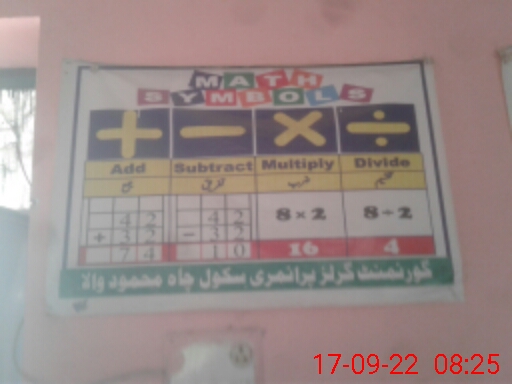 MATH
SYMBOLS
+ − × ÷
Add Subtract Multiply Divide
جمع تفریق ضرب تقسیم
42 42 8×2 8÷2
+ 32 − 32
74 10 16 4
گورنمنٹ گرلز پرائمری سکول چاہ محمود والا
17-09-22 08:25